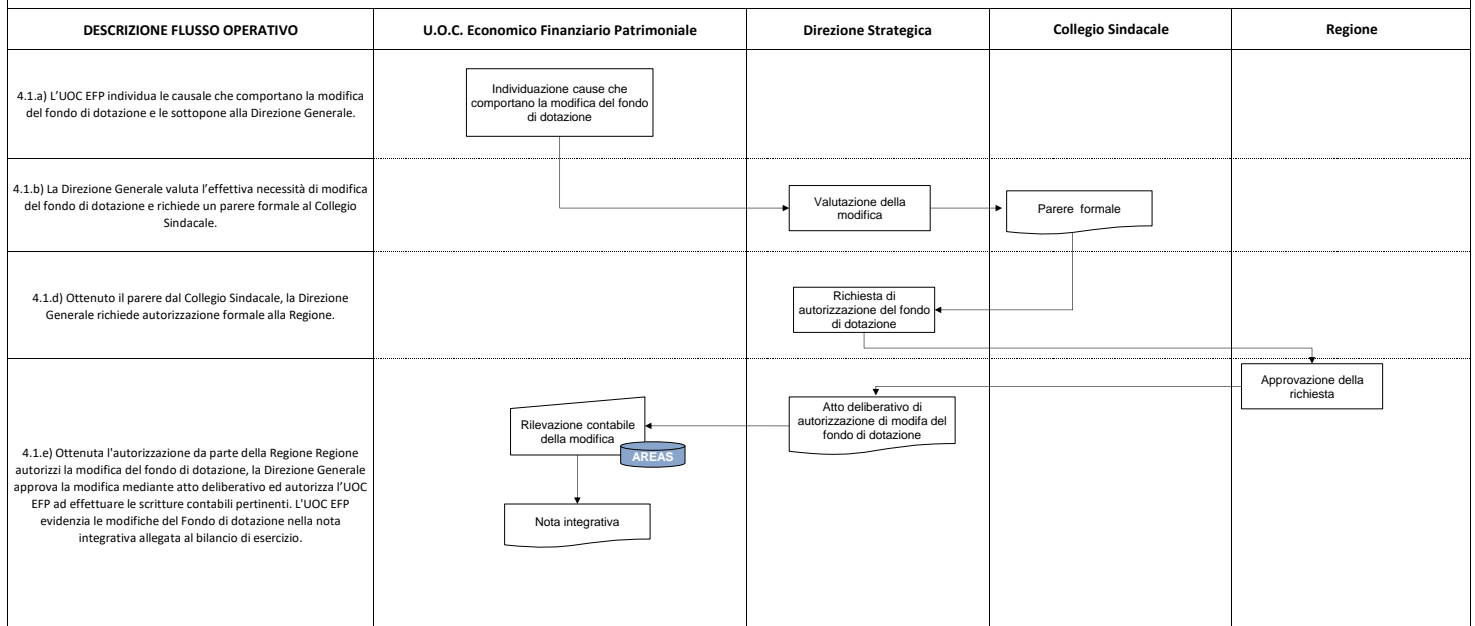 DESCRIZIONE FLUSSO OPERATIVO
U.O.C. Economico Finanziario Patrimoniale
Direzione Strategica
Collegio Sindacale
Regione
4.1.a) L'UOC EFP individua le causale che comportano la modifica
del fondo di dotazione e le sottopone alla Direzione Generale.
Individuazione cause che
comportano la modifica del fondo
di dotazione
4.1.b) La Direzione Generale valuta l'effettiva necessità di modifica
del fondo di dotazione e richiede un parere formale al Collegio
Sindacale.
Valutazione della
modifica
Parere formale
4.1.d) Ottenuto il parere dal Collegio Sindacale, la Direzione
Generale richiede autorizzazione formale alla Regione.
Richiesta di
autorizzazione del fondo
di dotazione
Approvazione della
richiesta
Atto deliberativo di
autorizzazione di modifa del
fondo di dotazione
Rilevazione contabile
della modifica
AREAS
4.1.e) Ottenuta l'autorizzazione da parte della Regione Regione
autorizzi la modifica del fondo di dotazione, la Direzione Generale
approva la modifica mediante atto deliberativo ed autorizza l'UOC
EFP ad effettuare le scritture contabili pertinenti. L'UOC EFP
evidenzia le modifiche del Fondo di dotazione nella nota
integrativa allegata al bilancio di esercizio.
Nota integrativa